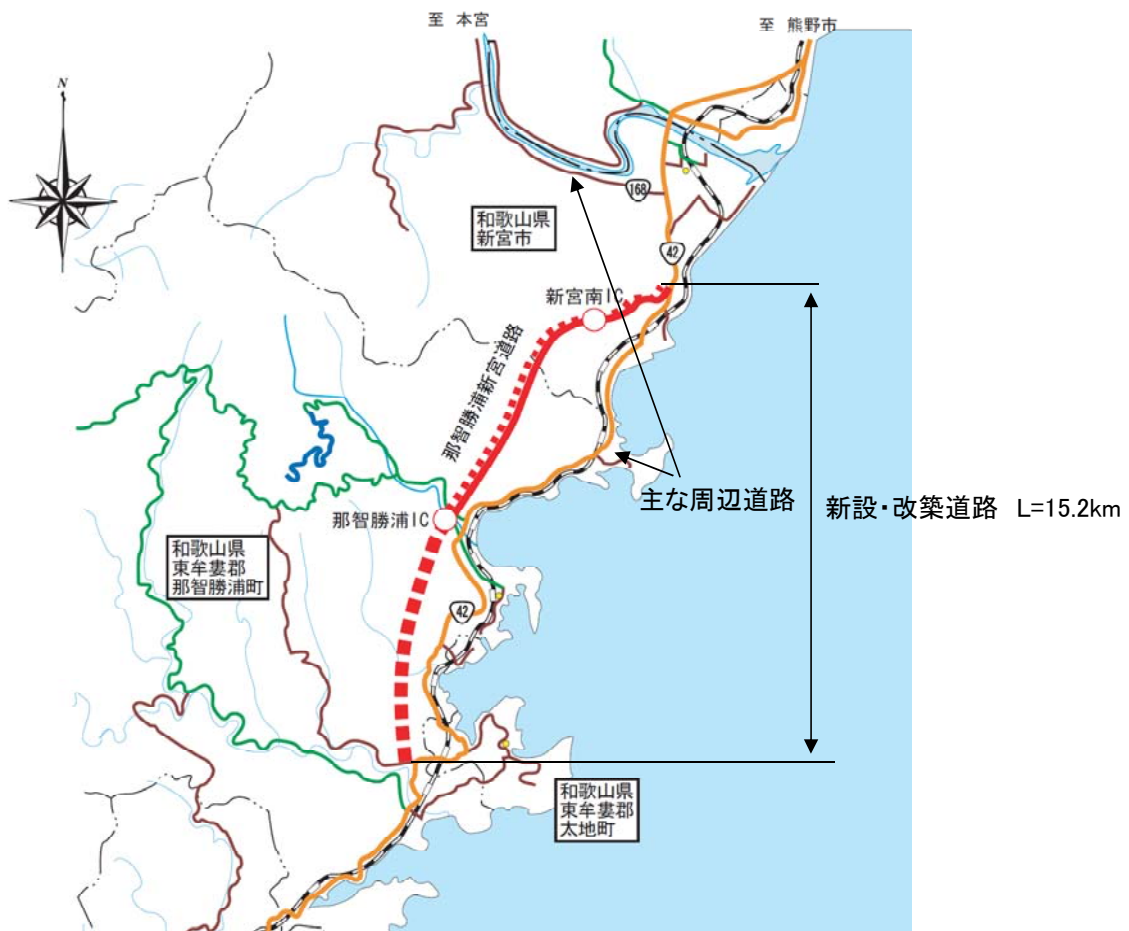 至 本宮
至 熊野市
N
168
和歌山県
新宮市
42
新宮南IC
那智勝浦新宮道路
主な周辺道路
新設・改築道路 L=15.2km
那智勝浦IC
和歌山県
東牟婁郡
那智勝浦町
42
和歌山県
東牟婁郡
太地町